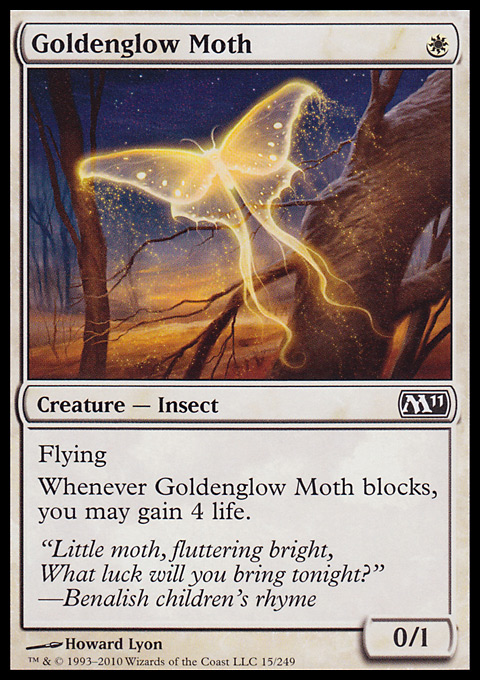 Goldenglow Moth
Creature — Insect
M11
Flying
Whenever Goldenglow Moth blocks,
you may gain 4 life.
“Little moth, fluttering bright,
What luck will you bring tonight?”
—Benalish children’s rhyme
0/1
Howard Lyon
™ & © 1993–2010 Wizards of the Coast LLC 15/249